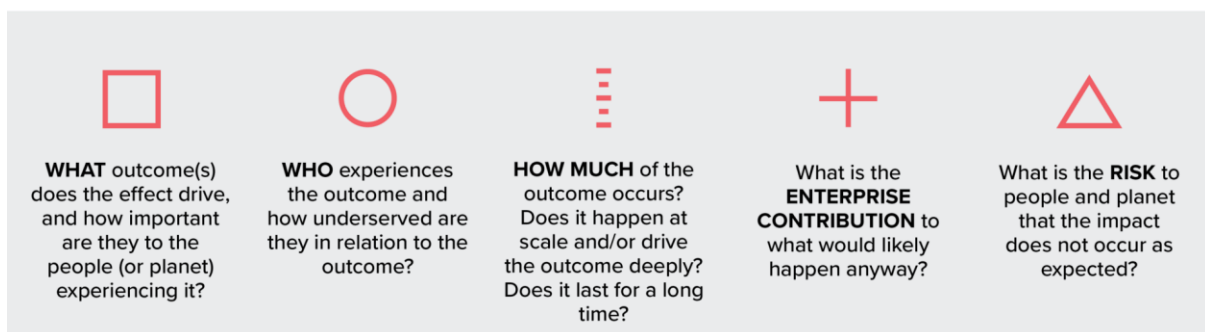 WHAT outcome(s)
does the effect drive,
and how important
are they to the
people (or planet)
experiencing it?
WHO experiences
the outcome and
how underserved are
they in relation to the
outcome?
HOW MUCH of the
outcome occurs?
Does it happen at
scale and/or drive
the outcome deeply?
Does it last for a long
time?
What is the
ENTERPRISE
CONTRIBUTION to
what would likely
happen anyway?
What is the RISK to
people and planet
that the impact
does not occur as
expected?